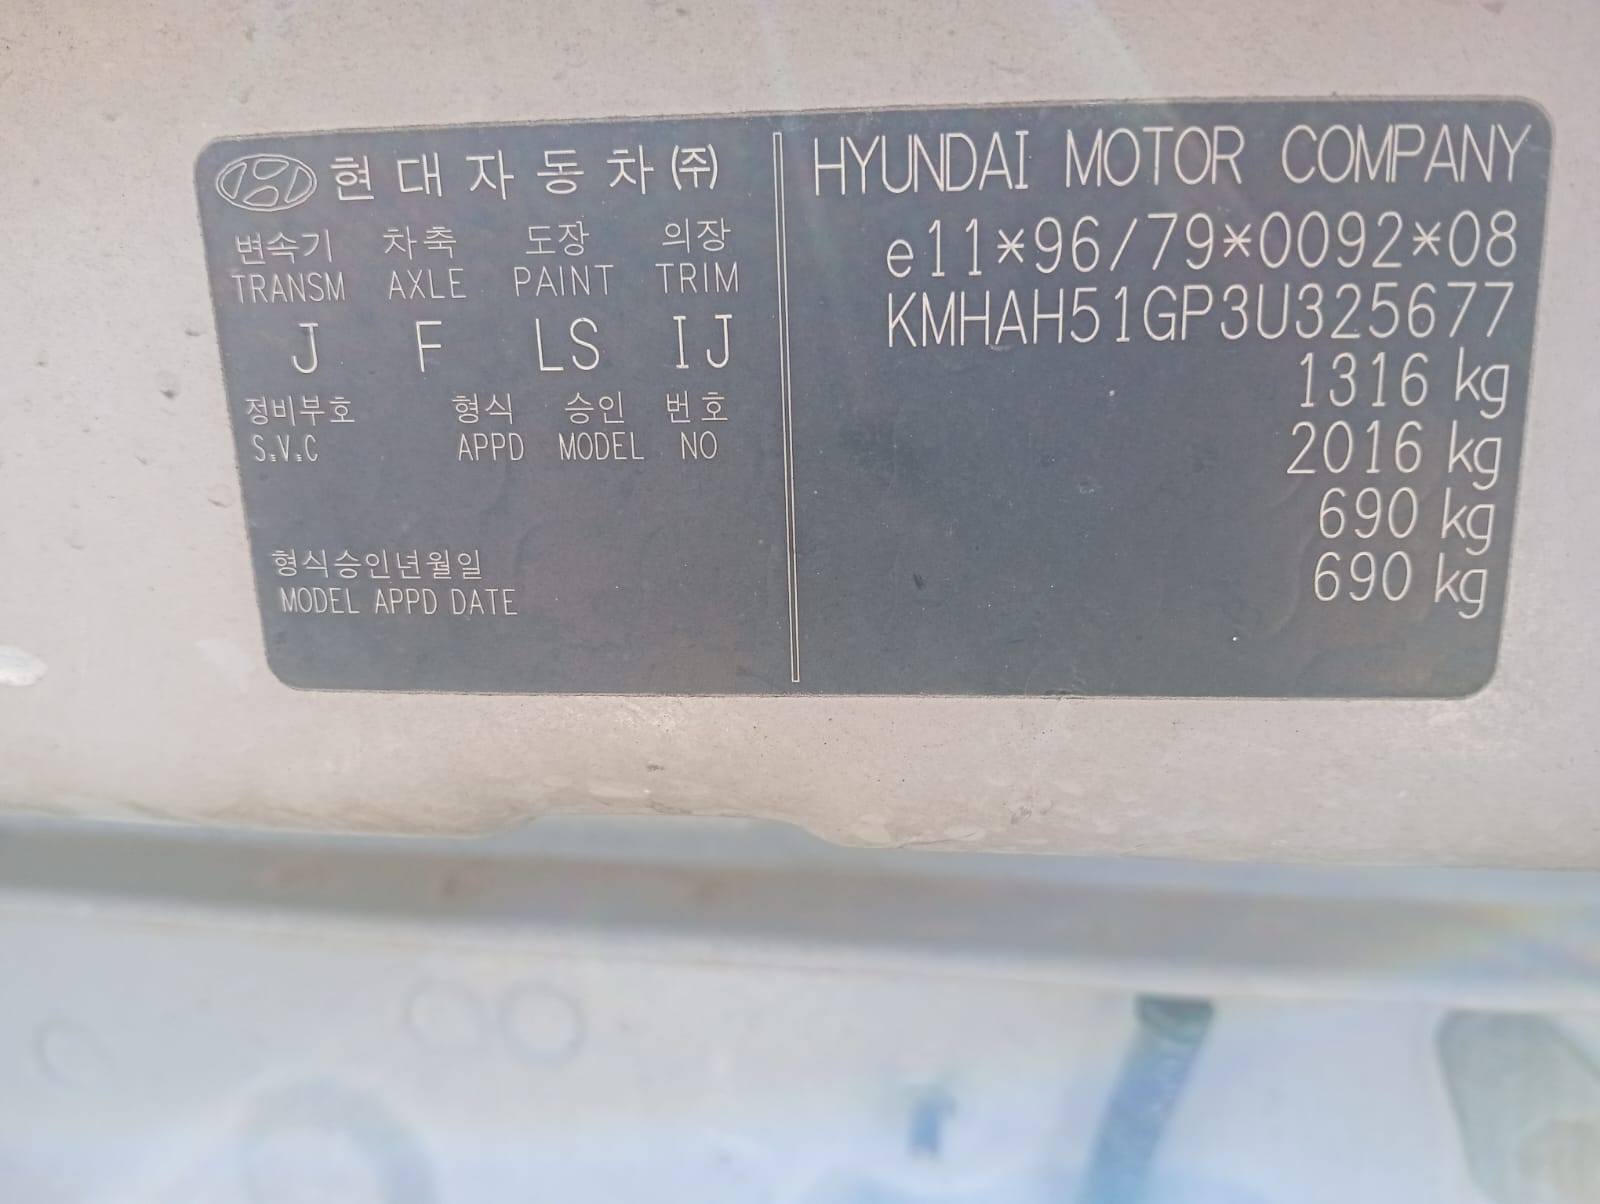 현대자동차㈜
변속기 차축 도장 의장
TRANSM AXLE PAINT TRIM
J F LS IJ
정비부호 형식 승인 번호
S.V.C APPD MODEL NO
형식승인년월일
MODEL APPD DATE
HYUNDAI MOTOR COMPANY
e11*96/79*0092*08
KMHAH51GP3U325677
1316 kg
2016 kg
690 kg
690 kg